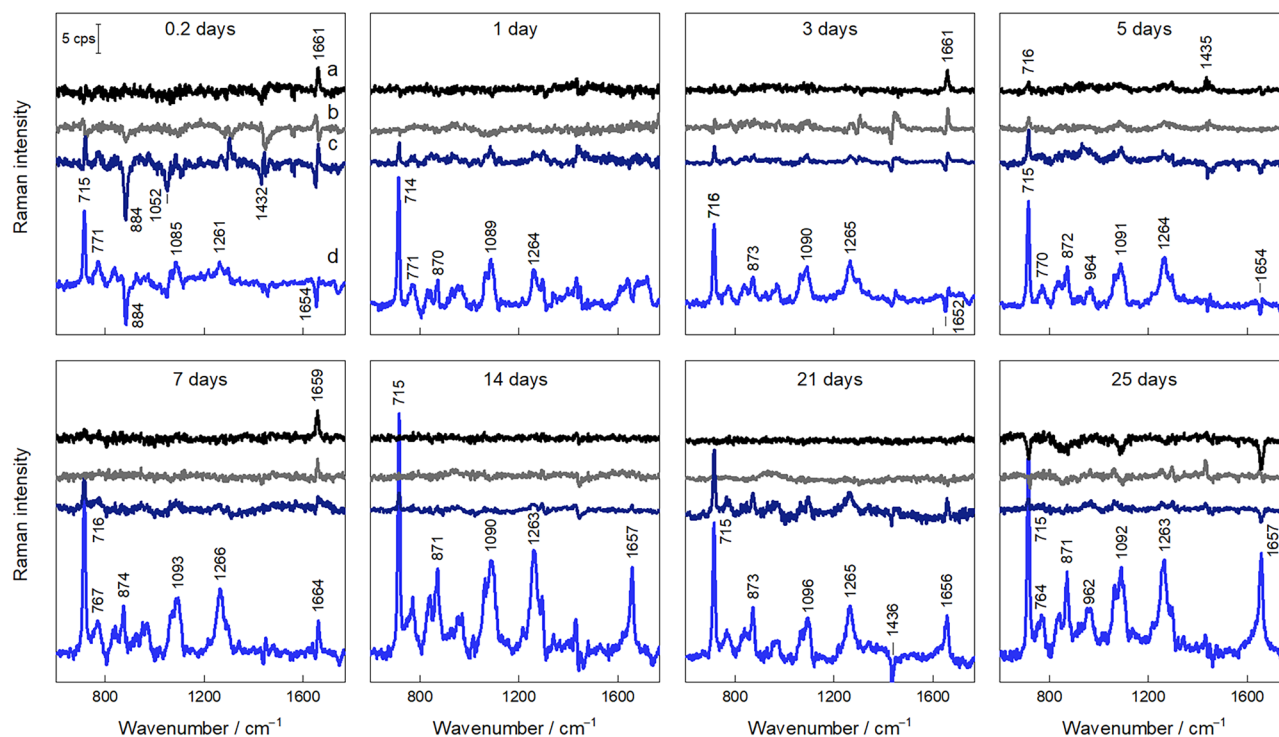 0.2 days
5 cps
1661
a
b
c
d
715
771
884
884
1052
1085
1261
1432
1654
1 day
714
771
870
1089
1264
3 days
1661
716
873
1090
1265
1652
5 days
716
1435
715
770
872
964
1091
1264
1654
Raman intensity
7 days
1659
716
767
874
1093
1266
1664
14 days
715
871
1090
1263
1657
21 days
715
873
1096
1265
1436
1656
25 days
715
764
871
962
1092
1263
1657
Raman intensity
800 1200 1600
800 1200 1600
800 1200 1600
800 1200 1600
Wavenumber / cm⁻¹
Wavenumber / cm⁻¹
Wavenumber / cm⁻¹
Wavenumber / cm⁻¹